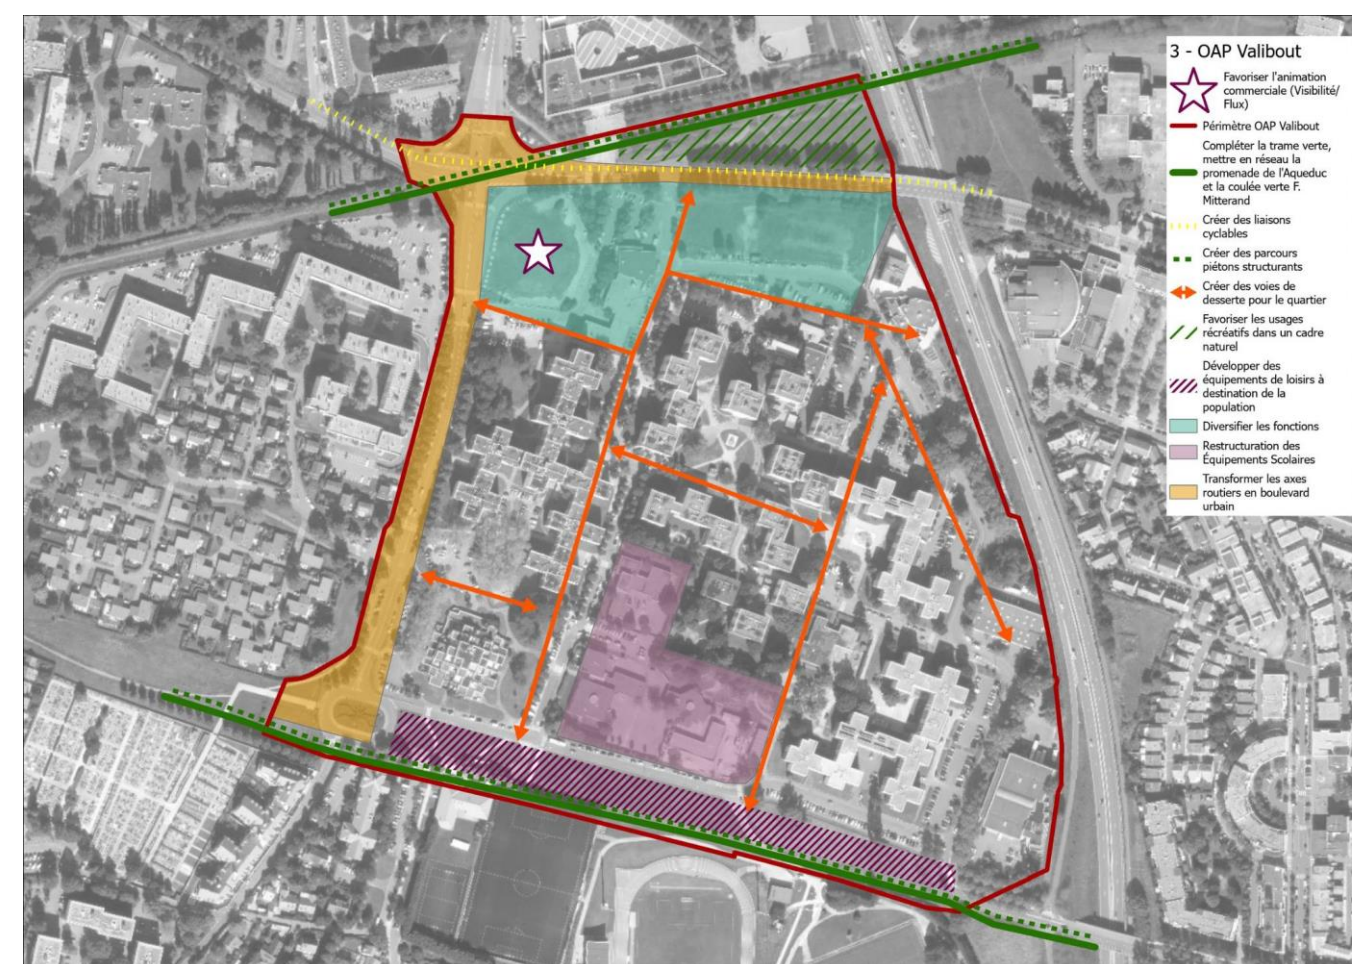 3 - OAP Valibout
Favoriser l'animation
commerciale (Visibilité/
Flux)
Périmètre OAP Valibout
Compléter la trame verte,
mettre en réseau la
promenade de l'Aqueduc
et la coulée verte F.
Mitterand
Créer des liaisons
cyclables
Créer des parcours
piétons structurants
Créer des voies de
desserte pour le quartier
Favoriser les usages
récréatifs dans un cadre
naturel
Développer des
équipements de loisirs à
destination de la
population
Diversifier les fonctions
Restructuration des
Équipements Scolaires
Transformer les axes
routiers en boulevard
urbain